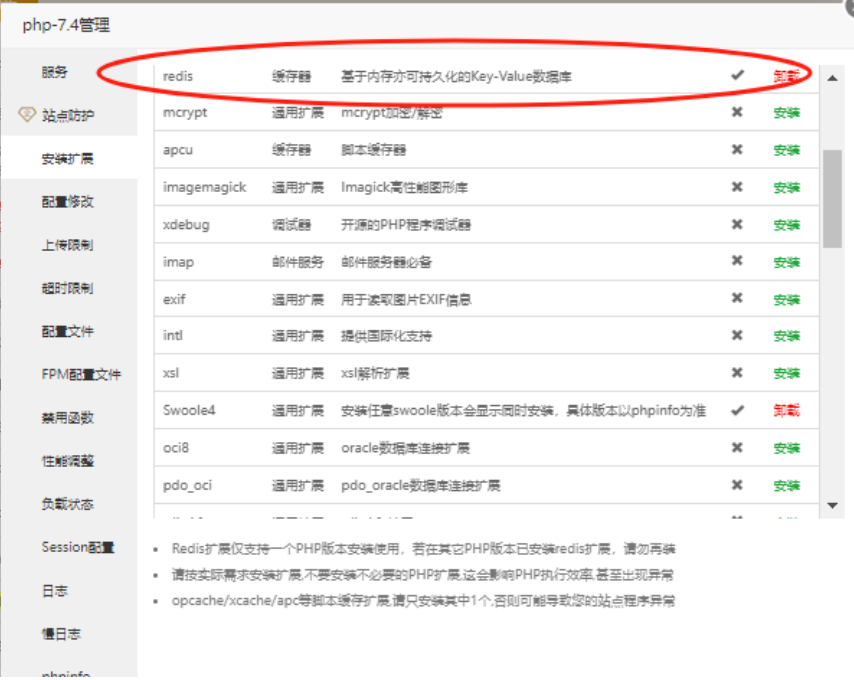 php-7.4管理
服务
站点防护
安装扩展
配置修改
上传限制
超时限制
配置文件
FPM配置文件
禁用函数
性能调整
负载状态
Session配置
日志
慢日志
phpinfo
redis 缓存器 基于内存亦可持久化的Key-Value数据库 ✔ 卸载
mcrypt 通用扩展 mcrypt加密/解密 ✖ 安装
apcu 缓存器 脚本缓存器 ✖ 安装
imagemagick 通用扩展 Imagick高性能图形库 ✖ 安装
xdebug 调试器 开源的PHP程序调试器 ✖ 安装
imap 邮件服务 邮件服务器必备 ✖ 安装
exif 通用扩展 用于读取图片EXIF信息 ✖ 安装
intl 通用扩展 提供国际化支持 ✖ 安装
xsl 通用扩展 xsl解析扩展 ✖ 安装
Swoole4 通用扩展 安装任意swoole版本会显示同时安装，具体版本以phpinfo为准 ✔ 卸载
oci8 通用扩展 oracle数据库连接扩展 ✖ 安装
pdo_oci 通用扩展 pdo_oracle数据库连接扩展 ✖ 安装
• Redis扩展仅支持一个PHP版本安装使用，若在其它PHP版本已安装redis扩展，请勿再装
• 请按实际需求安装扩展,不要安装不必要的PHP扩展,这会影响PHP执行效率,甚至出现异常
• opcache/xcache/apc等脚本缓存扩展,请只安装其中1个,否则可能导致您的站点程序异常